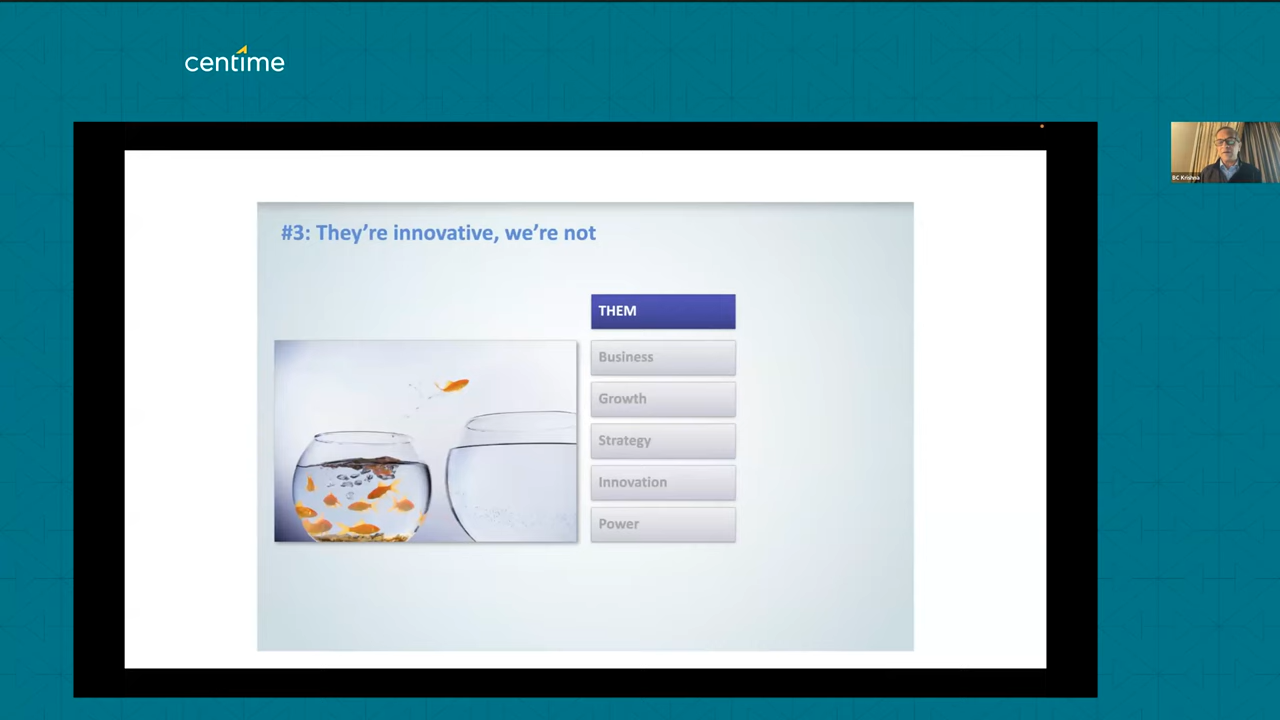 centime
#3: They're innovative, we're not
THEM
Business
Growth
Strategy
Innovation
Power
BC Krishna